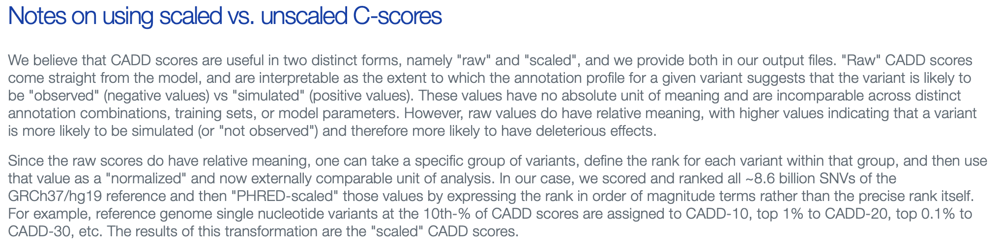 Notes on using scaled vs. unscaled C-scores
We believe that CADD scores are useful in two distinct forms, namely "raw" and "scaled", and we provide both in our output files. "Raw" CADD scores
come straight from the model, and are interpretable as the extent to which the annotation profile for a given variant suggests that the variant is likely to
be "observed" (negative values) vs "simulated" (positive values). These values have no absolute unit of meaning and are incomparable across distinct
annotation combinations, training sets, or model parameters. However, raw values do have relative meaning, with higher values indicating that a variant
is more likely to be simulated (or "not observed") and therefore more likely to have deleterious effects.
Since the raw scores do have relative meaning, one can take a specific group of variants, define the rank for each variant within that group, and then use
that value as a "normalized" and now externally comparable unit of analysis. In our case, we scored and ranked all ~8.6 billion SNVs of the
GRCh37/hg19 reference and then "PHRED-scaled" those values by expressing the rank in order of magnitude terms rather than the precise rank itself.
For example, reference genome single nucleotide variants at the 10th-% of CADD scores are assigned to CADD-10, top 1% to CADD-20, top 0.1% to
CADD-30, etc. The results of this transformation are the "scaled" CADD scores.